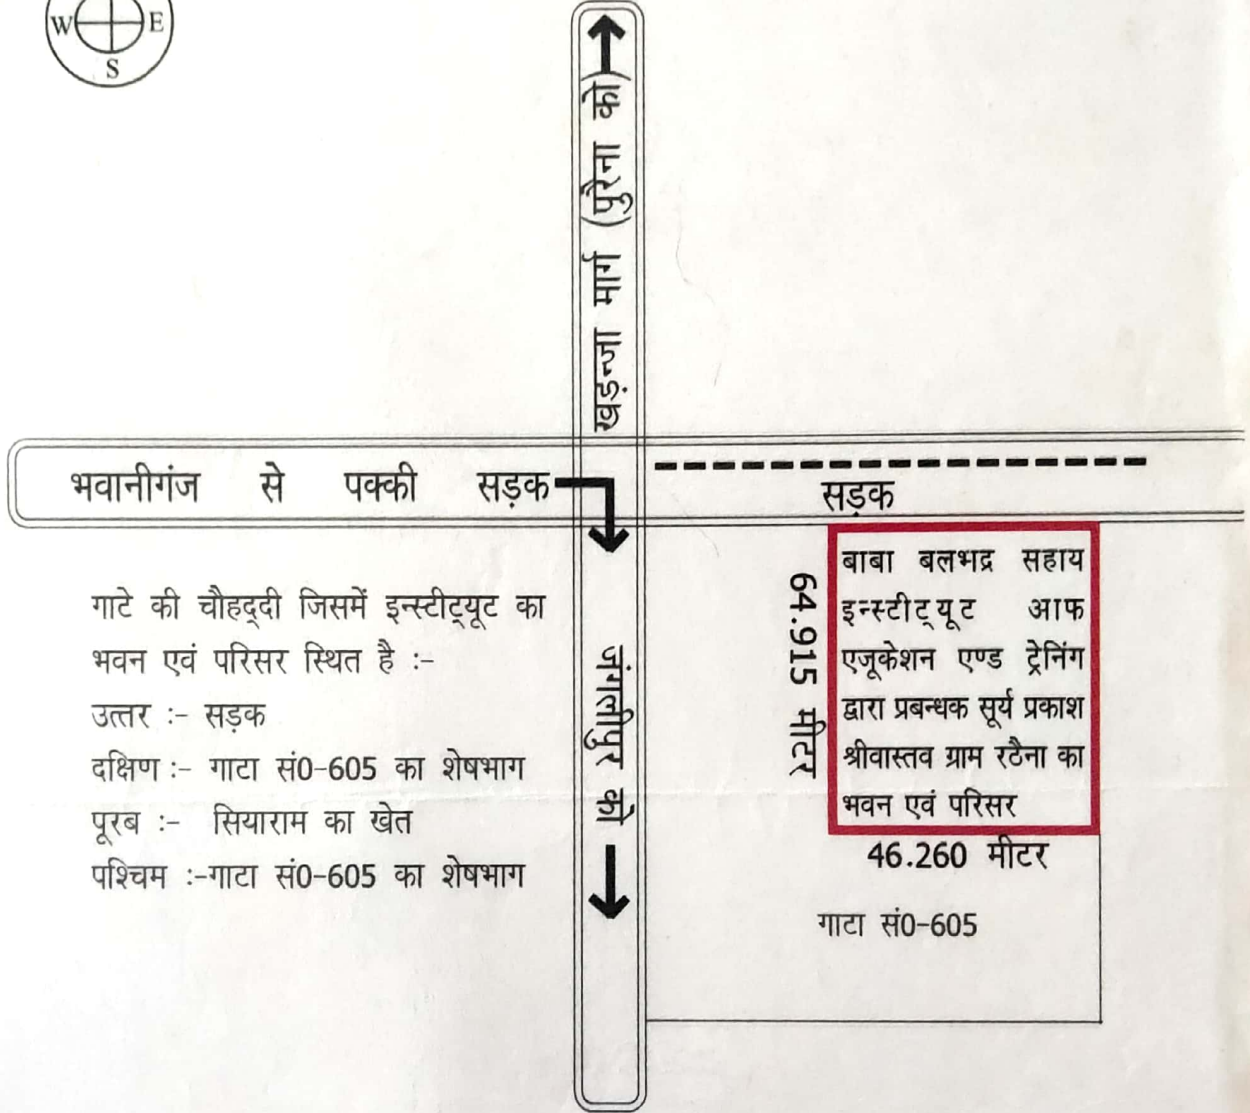 W E
S
खड़न्जा मार्ग (पुरैना को)
भवानीगंज से पक्की सड़क
सड़क
बाबा बलभद्र सहाय
इन्स्टीट्यूट आफ
एजूकेशन एण्ड ट्रेनिंग
द्वारा प्रबन्धक सूर्य प्रकाश
श्रीवास्तव ग्राम रठैना का
भवन एवं परिसर
64.915 मीटर
46.260 मीटर
गाटा सं0-605
जंगलीपुर को
गाटे की चौहद्दी जिसमें इन्स्टीट्यूट का
भवन एवं परिसर स्थित है :-
उत्तर :- सड़क
दक्षिण :- गाटा सं0-605 का शेषभाग
पूरब :- सियाराम का खेत
पश्चिम :-गाटा सं0-605 का शेषभाग